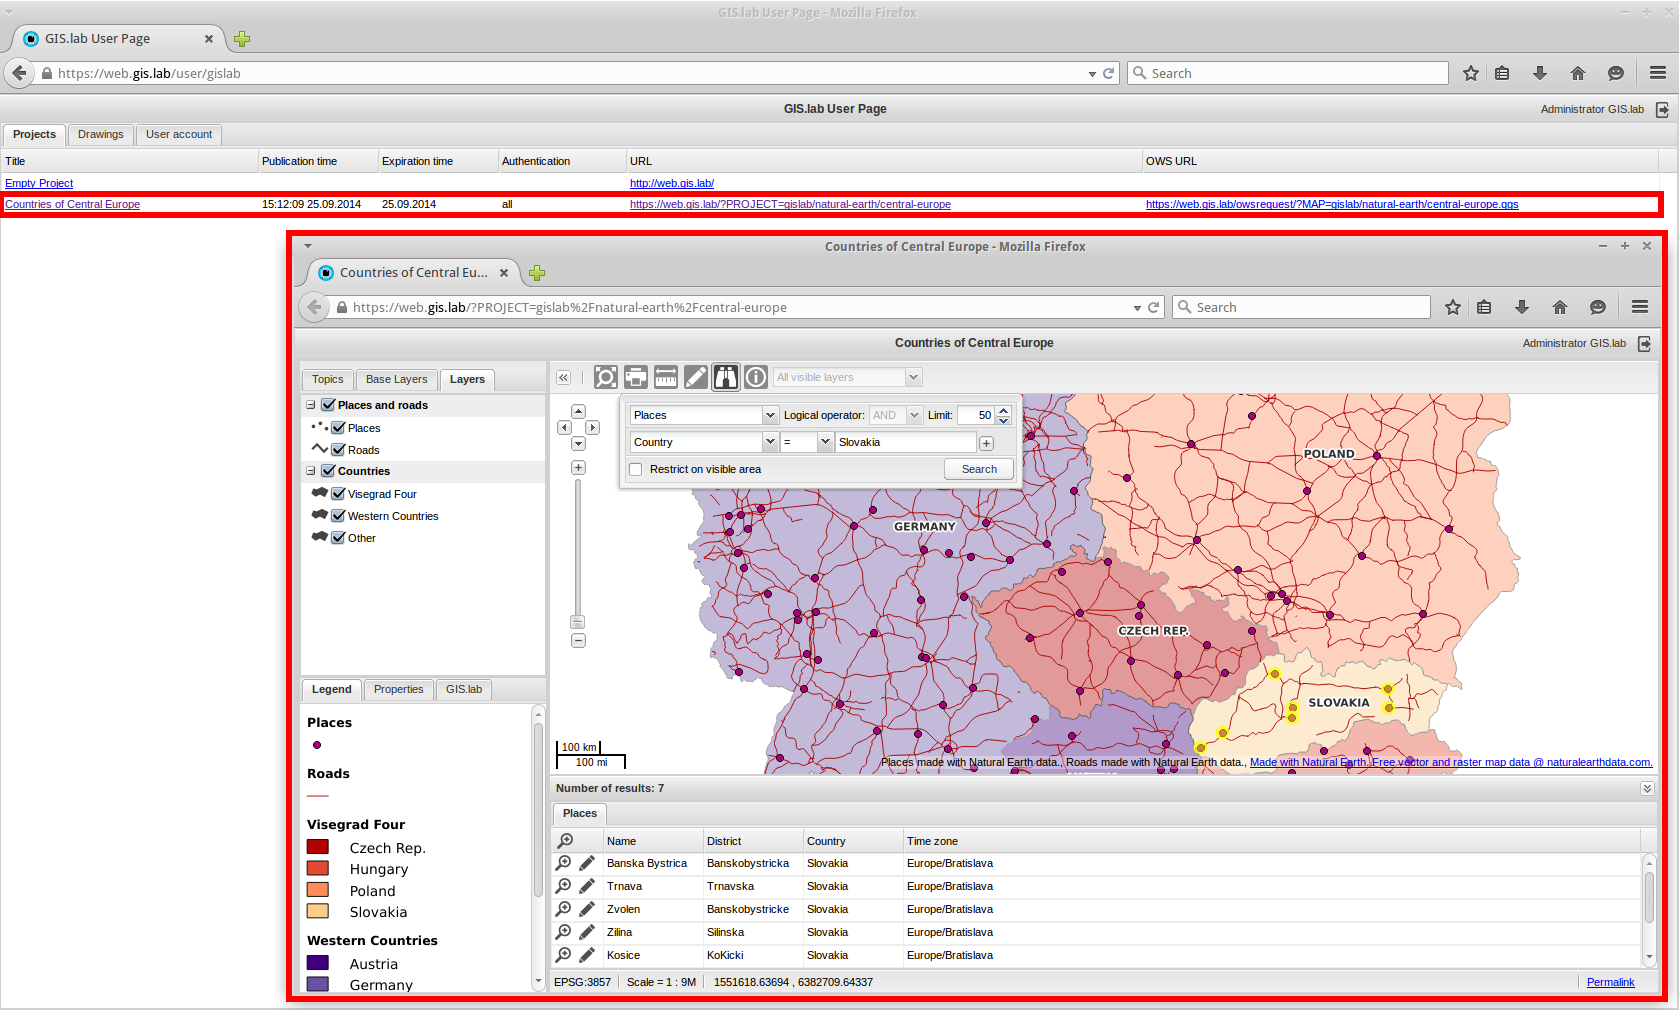 GIS.lab User Page - Mozilla Firefox
GIS.lab User Page
https://web.gis.lab/user/gislab
Search
GIS.lab User Page
Administrator GIS.lab
Projects Drawings User account
Title Publication time Expiration time Authentication URL OWS URL
Empty Project http://web.gis.lab/
Countries of Central Europe 15:12:09 25.09.2014 25.09.2014 all https://web.gis.lab/?PROJECT=gislab/natural-earth/central-europe https://web.gis.lab/owsrequest/?MAP=gislab/natural-earth/central-europe.qgs
Countries of Central Europe - Mozilla Firefox
Countries of Central Eu...
https://web.gis.lab/?PROJECT=gislab%2Fnatural-earth%2Fcentral-europe
Search
Countries of Central Europe
Administrator GIS.lab
Topics Base Layers Layers
Places and roads
Places
Roads
Countries
Visegrad Four
Western Countries
Other
All visible layers
Places Logical operator: AND Limit: 50
Country = Slovakia
Restrict on visible area Search
POLAND
GERMANY
CZECH REP.
SLOVAKIA
100 km
100 mi
Places made with Natural Earth data., Roads made with Natural Earth data., Made with Natural Earth. Free vector and raster map data @ naturalearthdata.com.
Legend Properties GIS.lab
Places
Roads
Visegrad Four
Czech Rep.
Hungary
Poland
Slovakia
Western Countries
Austria
Germany
Number of results: 7
Places
Name District Country Time zone
Banska Bystrica Banskobystricka Slovakia Europe/Bratislava
Trnava Trnavska Slovakia Europe/Bratislava
Zvolen Banskobystricke Slovakia Europe/Bratislava
Zilina Silinska Slovakia Europe/Bratislava
Kosice KoKicki Slovakia Europe/Bratislava
EPSG:3857 Scale = 1 : 9M 1551618.63694 , 6382709.64337 Permalink